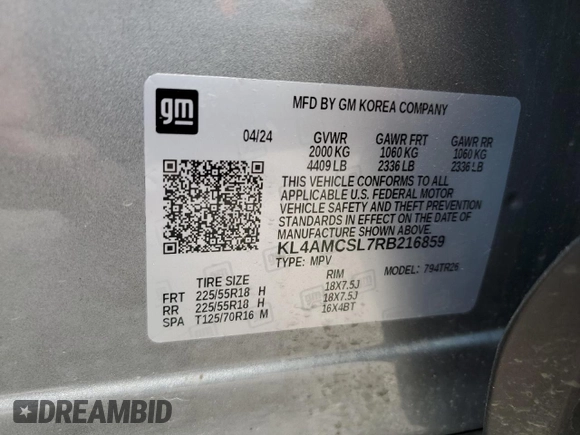 gm
MFD BY GM KOREA COMPANY
04/24 GVWR GAWR FRT GAWR RR
2000 KG 1060 KG 1060 KG
4409 LB 2336 LB 2336 LB
THIS VEHICLE CONFORMS TO ALL
APPLICABLE U.S. FEDERAL MOTOR
VEHICLE SAFETY AND THEFT PREVENTION
STANDARDS IN EFFECT ON THE DATE OF
MANUFACTURE SHOWN ABOVE.
KL4AMCSL7RB216859
TYPE: MPV MODEL: 794TR26
TIRE SIZE RIM
FRT 225/55R18 H 18X7.5J
RR 225/55R18 H 18X7.5J
SPA T125/70R16 M 16X4BT
DREAMBID